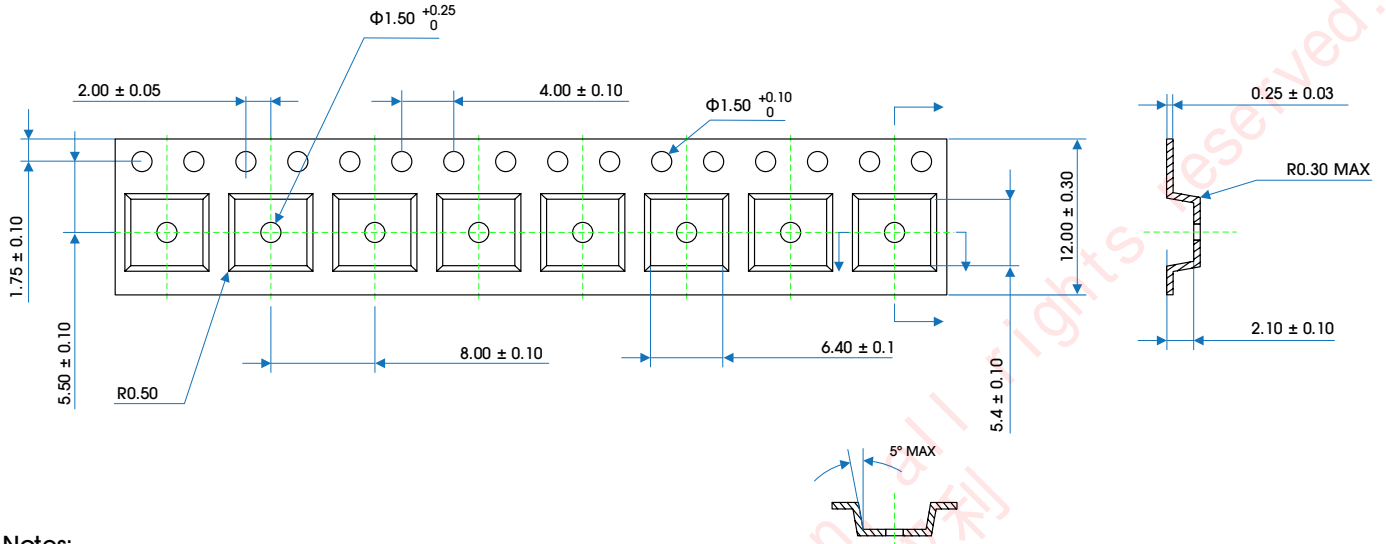 Φ1.50 +0.25 0
2.00 ± 0.05
4.00 ± 0.10
Φ1.50 +0.10 0
0.25 ± 0.03
R0.30 MAX
1.75 ± 0.10
5.50 ± 0.10
12.00 ± 0.30
8.00 ± 0.10
6.40 ± 0.1
2.10 ± 0.10
R0.50
5.4 ± 0.10
5° MAX
all rights reserved.
Notes: